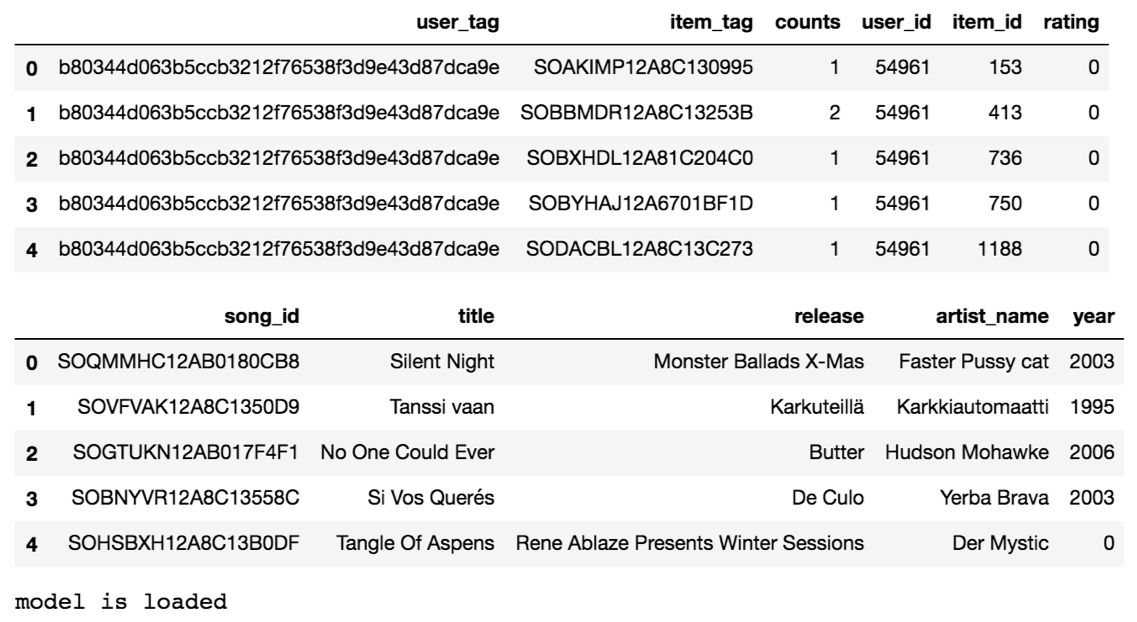 user_tag item_tag counts user_id item_id rating
0 b80344d063b5ccb3212f76538f3d9e43d87dca9e SOAKIMP12A8C130995 1 54961 153 0
1 b80344d063b5ccb3212f76538f3d9e43d87dca9e SOBBMDR12A8C13253B 2 54961 413 0
2 b80344d063b5ccb3212f76538f3d9e43d87dca9e SOBXHDL12A81C204C0 1 54961 736 0
3 b80344d063b5ccb3212f76538f3d9e43d87dca9e SOBYHAJ12A6701BF1D 1 54961 750 0
4 b80344d063b5ccb3212f76538f3d9e43d87dca9e SODACBL12A8C13C273 1 54961 1188 0
song_id title release artist_name year
0 SOQMMHC12AB0180CB8 Silent Night Monster Ballads X-Mas Faster Pussy cat 2003
1 SOVFVAK12A8C1350D9 Tanssi vaan Karkuteillä Karkkiautomaatti 1995
2 SOGTUKN12AB017F4F1 No One Could Ever Butter Hudson Mohawke 2006
3 SOBNYVR12A8C13558C Si Vos Querés De Culo Yerba Brava 2003
4 SOHSBXH12A8C13B0DF Tangle Of Aspens Rene Ablaze Presents Winter Sessions Der Mystic 0
model is loaded